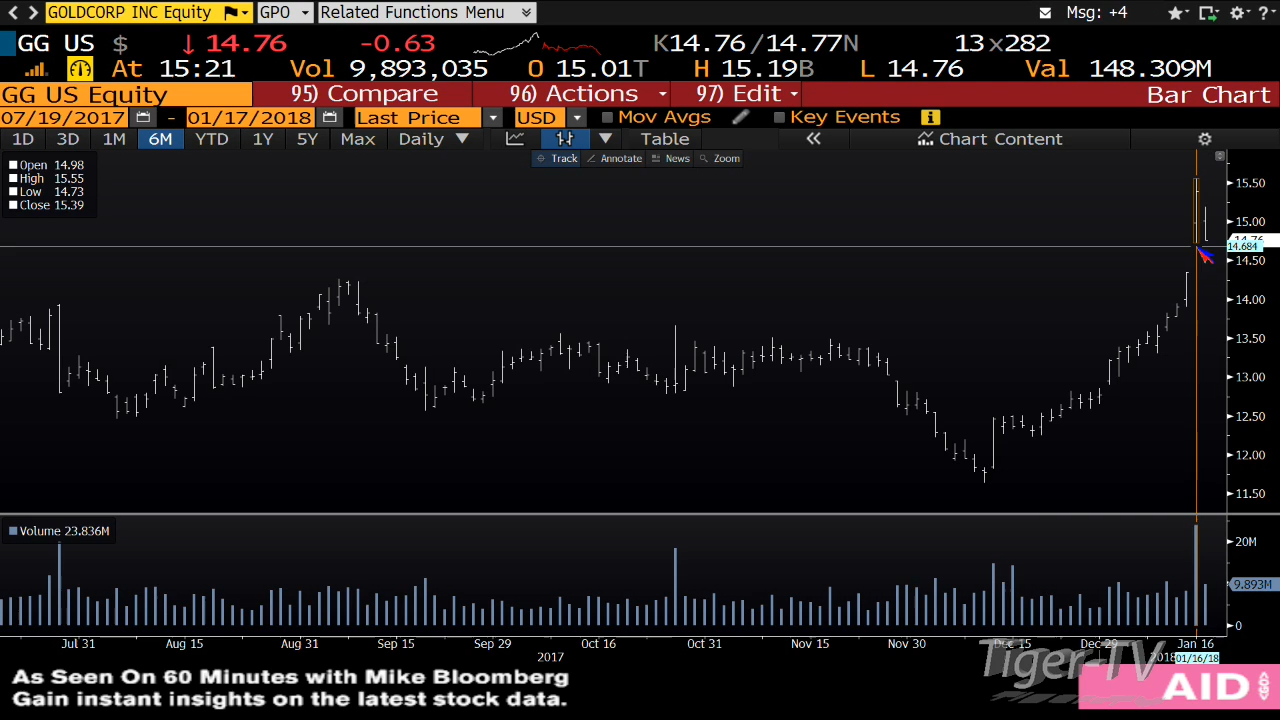 GOLDCORP INC Equity GPO Related Functions Menu Msg: +4 ?
GG US $ ↓ 14.76 -0.63 K14.76/14.77N 13x282
At 15:21 Vol 9,893,035 O 15.01T H 15.19B L 14.76 Val 148.309M
GG US Equity 95) Compare 96) Actions 97) Edit Bar Chart
07/19/2017 - 01/17/2018 Last Price USD Mov Avgs Key Events i
1D 3D 1M 6M YTD 1Y 5Y Max Daily Table « Chart Content
Track Annotate News Zoom
Open 14.98
High 15.55
Low 14.73
Close 15.39
15.50
15.00
14.76
14.684
14.50
14.00
13.50
13.00
12.50
12.00
11.50
Volume 23.836M
20M
9.893M
0
Jul 31 Aug 15 Aug 31 Sep 15 Sep 29 Oct 16 Oct 31 Nov 15 Nov 30 Dec 15 Dec 29 Jan 16
2017 2018 01/16/18
Tiger-TV
As Seen On 60 Minutes with Mike Bloomberg
Gain instant insights on the latest stock data.
AID